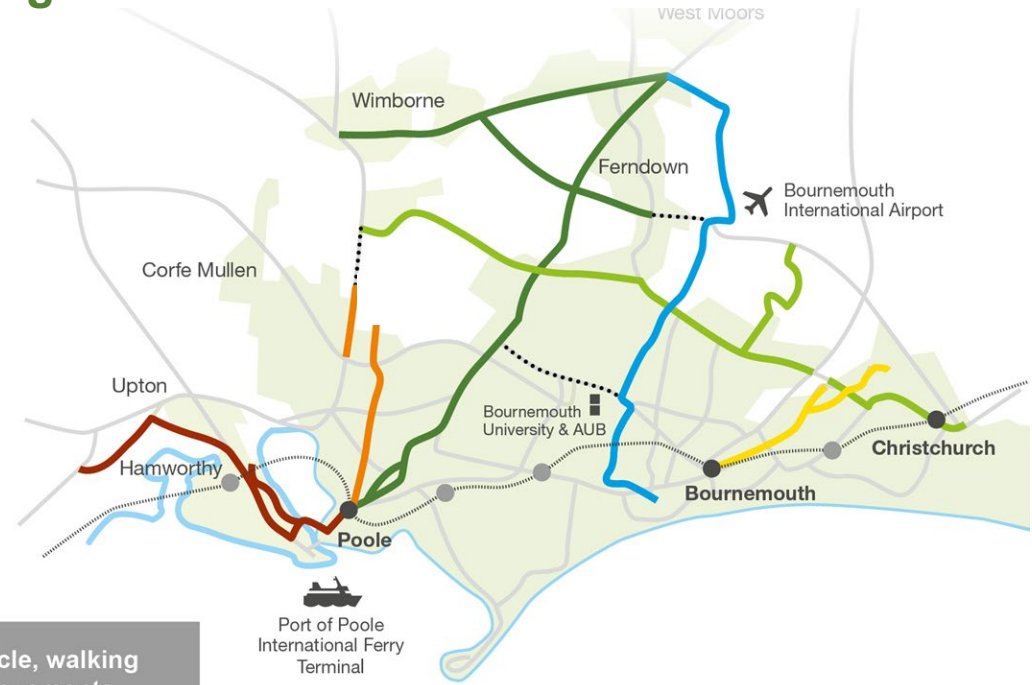 g
West Moors
Wimborne
Ferndown
Bournemouth
International Airport
Corfe Mullen
Upton
Bournemouth
University & AUB
Hamworthy
Christchurch
Bournemouth
Poole
Port of Poole
International Ferry
Terminal
cle, walking